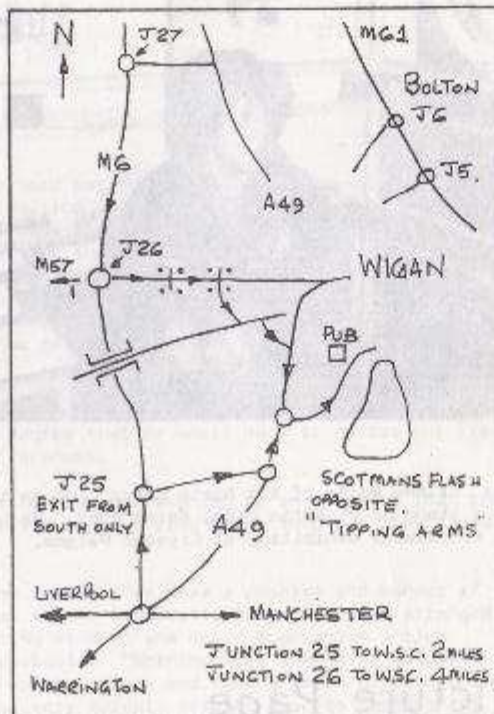 N
J27
M61
BOLTON
J6
J5.
M6
A49
J26
M57
WIGAN
PUB
J25
EXIT FROM
SOUTH ONLY
A49
SCOTMANS FLASH
OPPOSITE.
"TIPPING ARMS"
LIVERPOOL
MANCHESTER
WARRINGTON
JUNCTION 25 TO W.S.C. 2 MILES
JUNCTION 26 TO W.S.C. 4 MILES